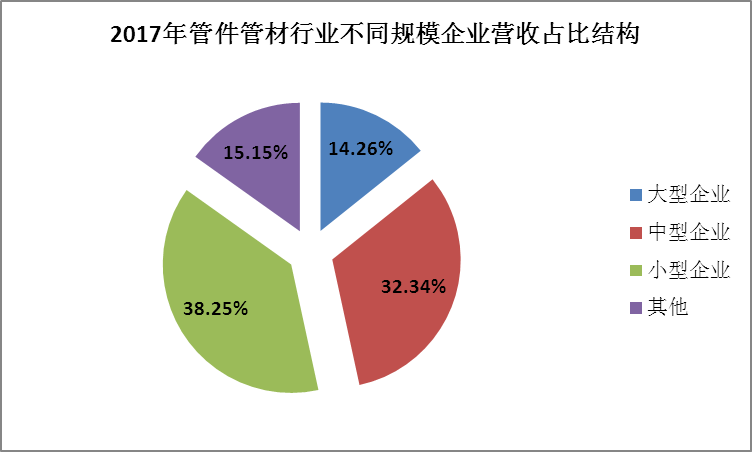 2017年管件管材行业不同规模企业营收占比结构
15.15%
14.26%
32.34%
38.25%
大型企业
中型企业
小型企业
其他